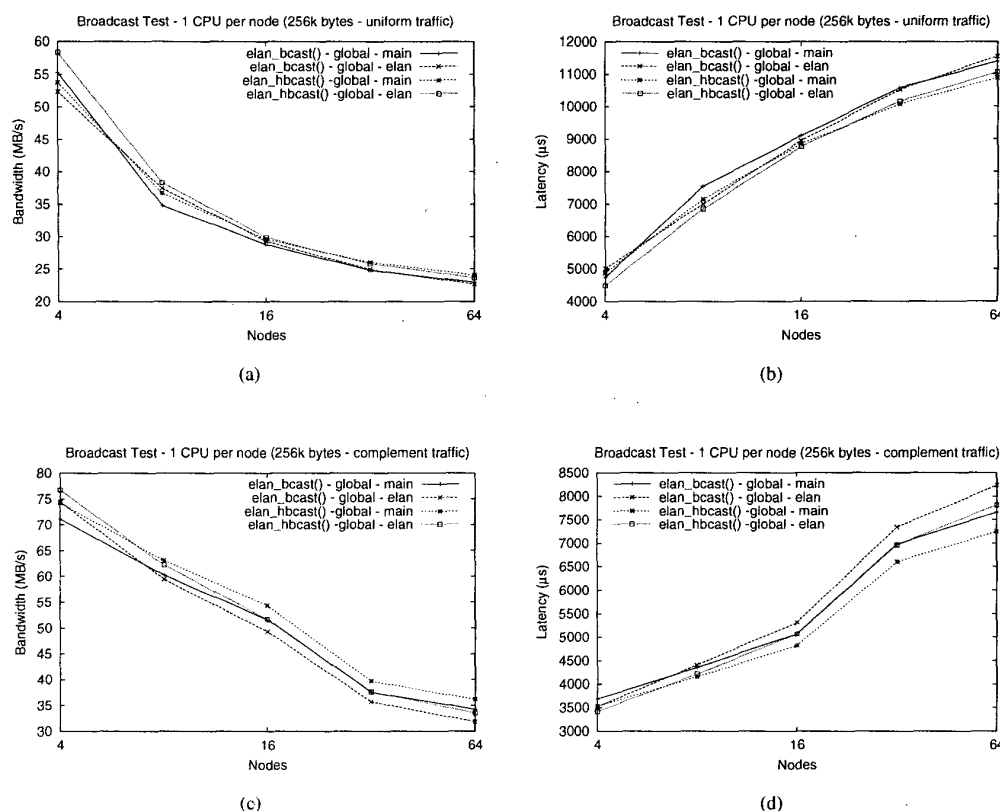 Broadcast Test - 1 CPU per node (256k bytes - uniform traffic)
60
55
50
45
40
35
30
25
20
Bandwidth (MB/s)
elan_bcast() - global - main
elan_bcast() - global - elan
elan_hbcast() -global - main
elan_hbcast() -global - elan
4
16
64
Nodes
(a)
Broadcast Test - 1 CPU per node (256k bytes - uniform traffic)
12000
11000
10000
9000
8000
7000
6000
5000
4000
Latency (µs)
elan_bcast() - global - main
elan_bcast() - global - elan
elan_hbcast() -global - main
elan_hbcast() -global - elan
4
16
64
Nodes
(b)
Broadcast Test - 1 CPU per node (256k bytes - complement traffic)
80
75
70
65
60
55
50
45
40
35
30
Bandwidth (MB/s)
elan_bcast() - global - main
elan_bcast() - global - elan
elan_hbcast() -global - main
elan_hbcast() -global - elan
4
16
64
Nodes
(c)
Broadcast Test - 1 CPU per node (256k bytes - complement traffic)
8500
8000
7500
7000
6500
6000
5500
5000
4500
4000
3500
3000
Latency (µs)
elan_bcast() - global - main
elan_bcast() - global - elan
elan_hbcast() -global - main
elan_hbcast() -global - elan
4
16
64
Nodes
(d)